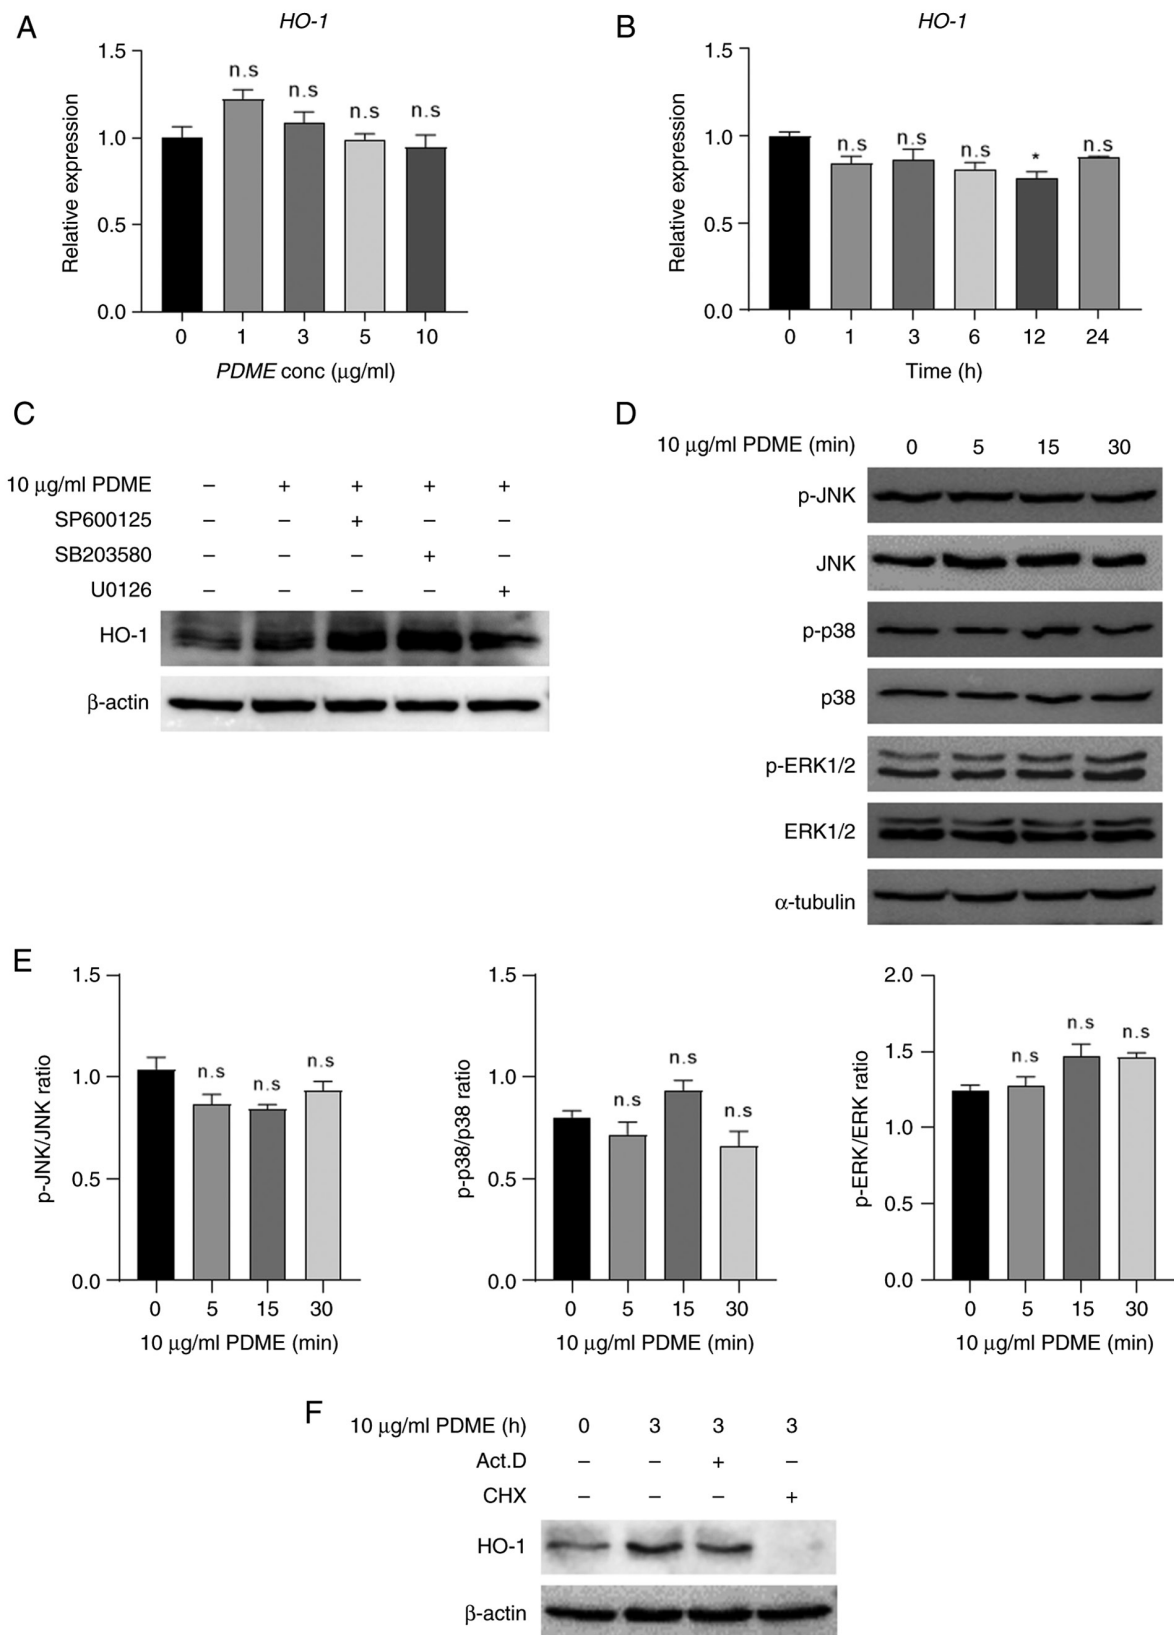 A
HO-1
1.5
1.0
0.5
0.0
Relative expression
n.s
n.s
n.s
n.s
0 1 3 5 10
PDME conc (μg/ml)
B
HO-1
1.5
1.0
0.5
0.0
Relative expression
n.s
n.s
n.s
*
n.s
0 1 3 6 12 24
Time (h)
C
10 μg/ml PDME – + + + +
SP600125 – – + – –
SB203580 – – – + –
U0126 – – – – +
HO-1
β-actin
D
10 μg/ml PDME (min) 0 5 15 30
p-JNK
JNK
p-p38
p38
p-ERK1/2
ERK1/2
α-tubulin
E
1.5
1.0
0.5
0.0
p-JNK/JNK ratio
n.s
n.s
n.s
0 5 15 30
10 μg/ml PDME (min)
1.5
1.0
0.5
0.0
p-p38/p38 ratio
n.s
n.s
n.s
0 5 15 30
10 μg/ml PDME (min)
2.0
1.5
1.0
0.5
0.0
p-ERK/ERK ratio
n.s
n.s
n.s
0 5 15 30
10 μg/ml PDME (min)
F
10 μg/ml PDME (h) 0 3 3 3
Act.D – – + –
CHX – – – +
HO-1
β-actin